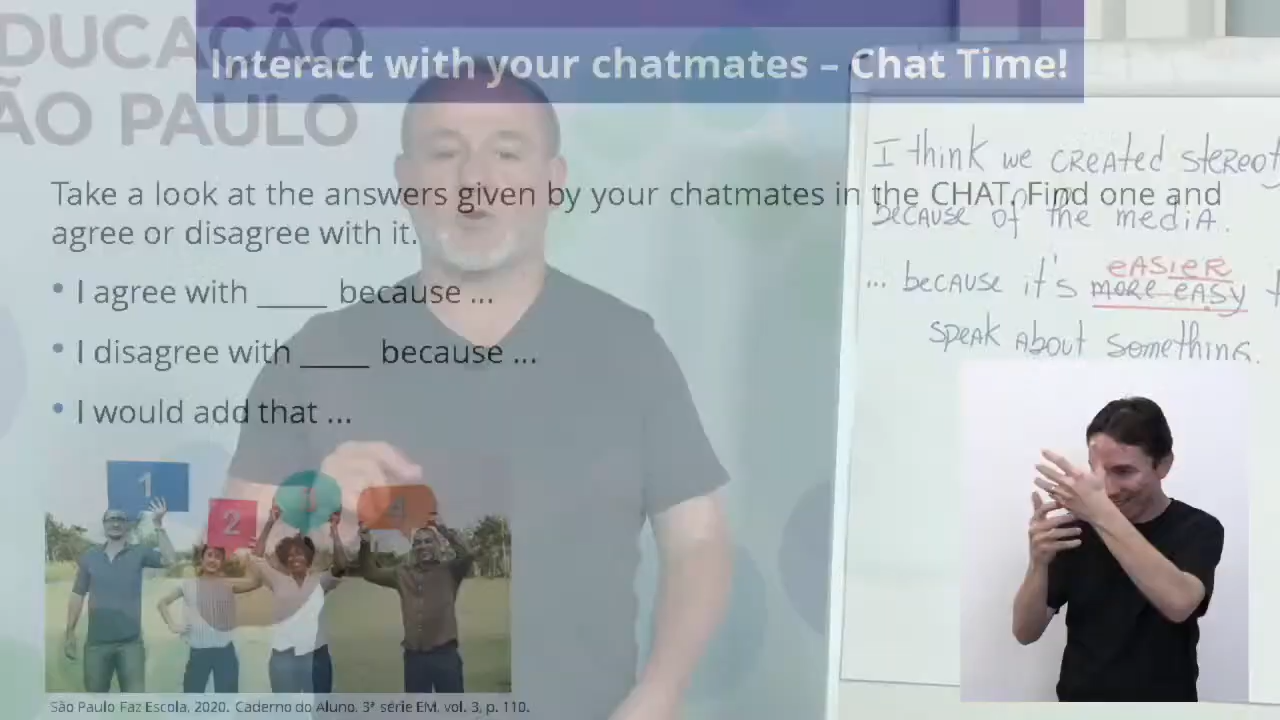 DUCAÇÃO
ÃO PAULO
Interact with your chatmates – Chat Time!
Take a look at the answers given by your chatmates in the CHAT. Find one and
agree or disagree with it.
• I agree with _____ because ...
• I disagree with _____ because ...
• I would add that ...
1
2
3
4
São Paulo Faz Escola, 2020. Caderno do Aluno. 3ª série EM, vol. 3, p. 110.
I think we created stereot
because of the media.
easier
... because it's more easy t
speak about something.